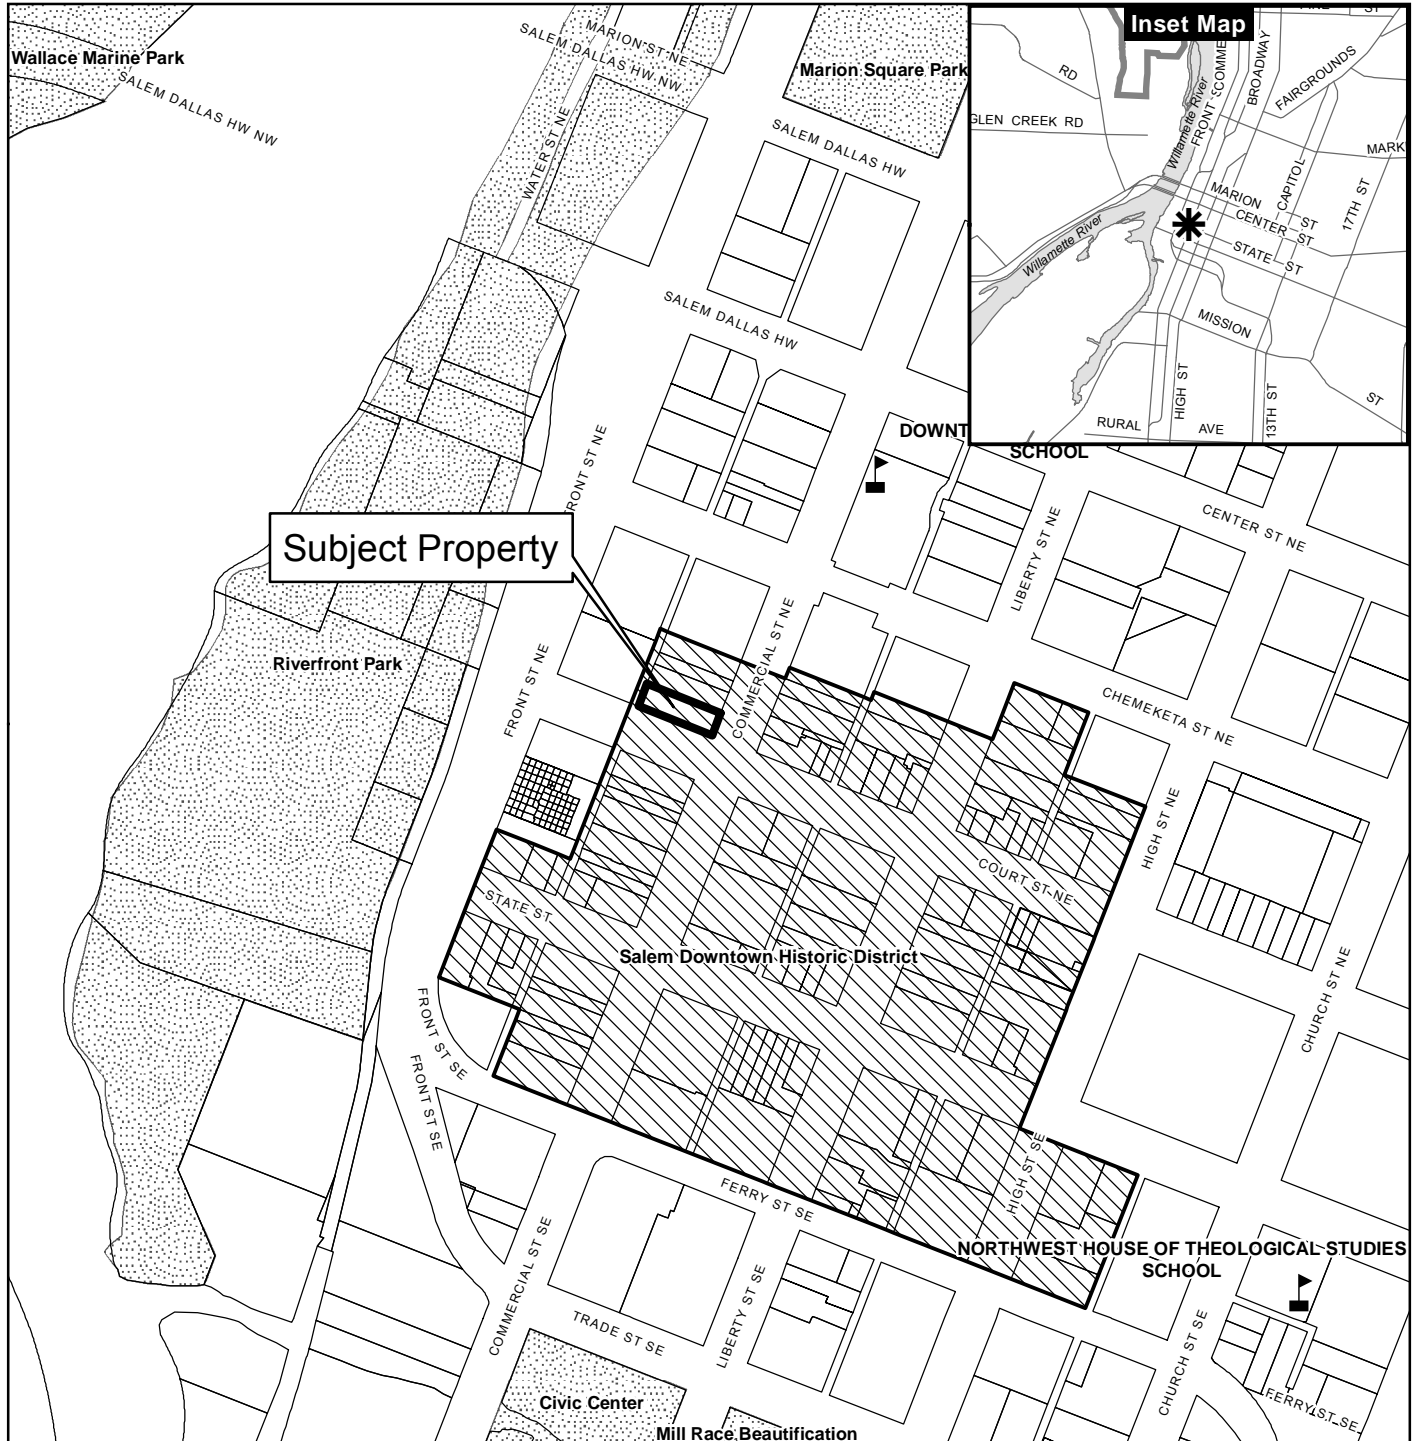 Inset Map
PINE ST
Wallace Marine Park
SALEM DALLAS HW NW
MARION ST NE
SALEM DALLAS HW NW
WATER ST NE
Marion Square Park
SALEM DALLAS HW
SALEM DALLAS HW
RD
GLEN CREEK RD
Willamette River
Willamette River
FRONT ST
COMME
BROADWAY
FAIRGROUNDS
MARK
CAPITOL
17TH ST
MARION ST
CENTER ST
STATE ST
MISSION
ST
HIGH ST
13TH ST
RURAL AVE
DOWNT
SCHOOL
FRONT ST NE
CENTER ST NE
LIBERTY ST NE
Subject Property
COMMERCIAL ST NE
Riverfront Park
FRONT ST NE
CHEMEKETA ST NE
HIGH ST NE
COURT ST NE
STATE ST
Salem Downtown Historic District
CHURCH ST NE
FRONT ST SE
FRONT ST SE
HIGH ST SE
FERRY ST SE
NORTHWEST HOUSE OF THEOLOGICAL STUDIES
SCHOOL
COMMERCIAL ST SE
TRADE ST SE
LIBERTY ST SE
CHURCH ST SE
FERRY ST SE
Civic Center
Mill Race Beautification